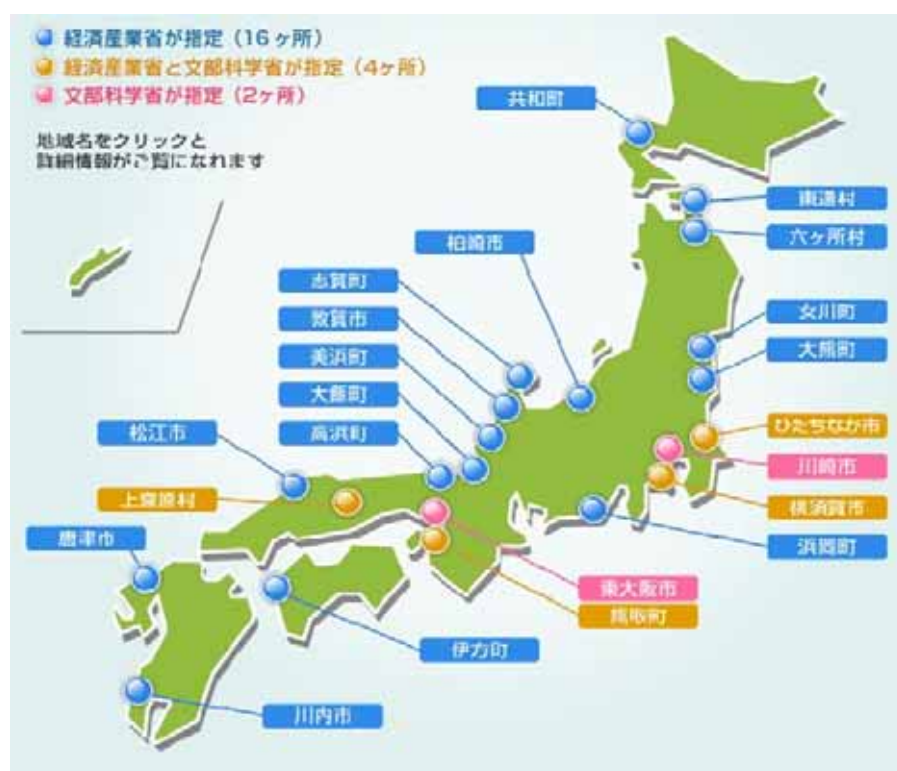 経済産業省が指定（16ヶ所）
経済産業省と文部科学省が指定（4ヶ所）
文部科学省が指定（2ヶ所）
地域名をクリックと
詳細情報がご覧になれます
共和町
東通村
六ヶ所村
柏崎市
志賀町
敦賀市
美浜町
大飯町
高浜町
女川町
大熊町
ひたちなか市
川崎市
横須賀市
浜岡町
松江市
上齋原村
唐津市
東大阪市
熊取町
伊方町
川内市